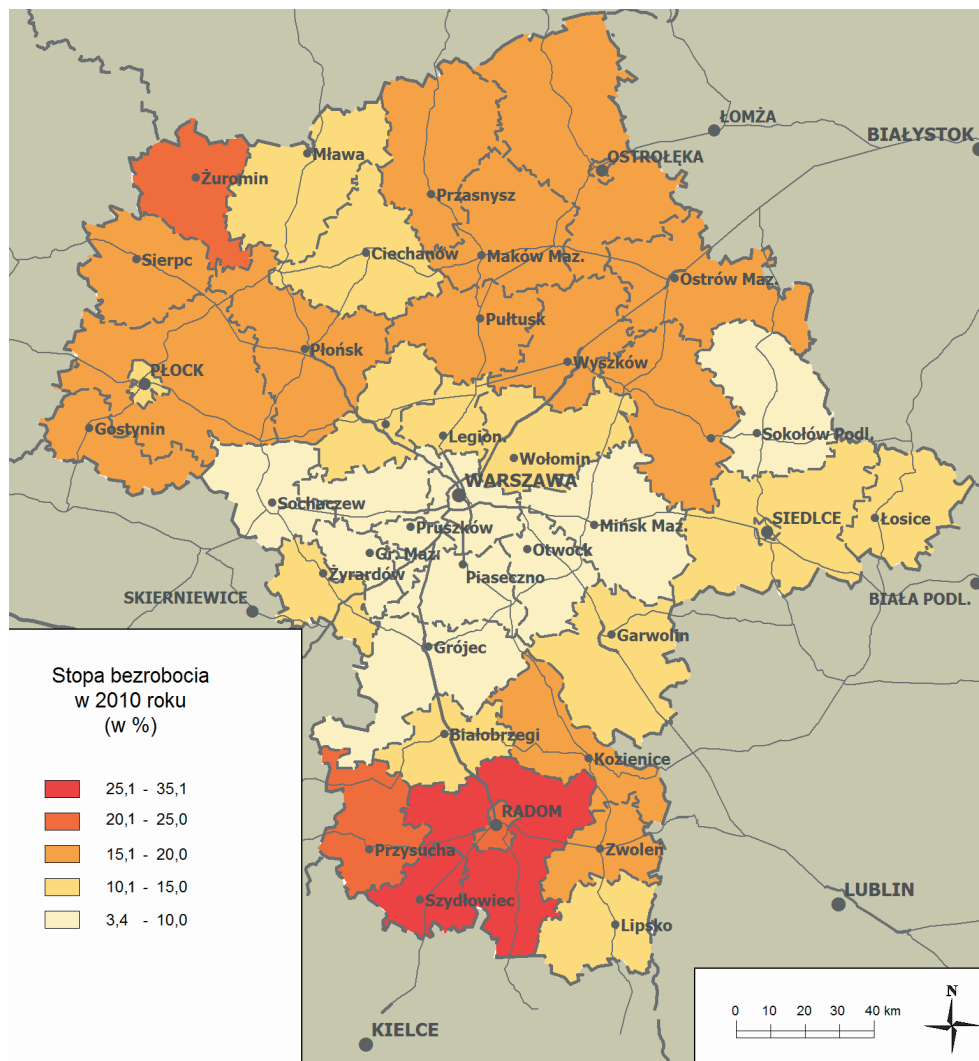 ŁOMŻA
BIAŁYSTOK
Mława
OSTROŁĘKA
Żuromin
Przasnysz
Ciechanów
Maków Maz.
Sierpc
Ostrów Maz.
Pułtusk
Płońsk
Wyszków
PŁOCK
Gostynin
Legion.
Sokołów Podl.
Wołomin
WARSZAWA
Sochaczew
Pruszków
Mińsk Maz.
SIEDLCE
Łosice
Gr. Maz.
Otwock
Żyrardów
Piaseczno
SKIERNIEWICE
BIAŁA PODL.
Garwolin
Grójec
Białobrzegi
Kozienice
RADOM
Przysucha
Zwoleń
Szydłowiec
LUBLIN
Lipsko
KIELCE
Stopa bezrobocia
w 2010 roku
(w %)
25,1 - 35,1
20,1 - 25,0
15,1 - 20,0
10,1 - 15,0
3,4 - 10,0
N
0 10 20 30 40 km